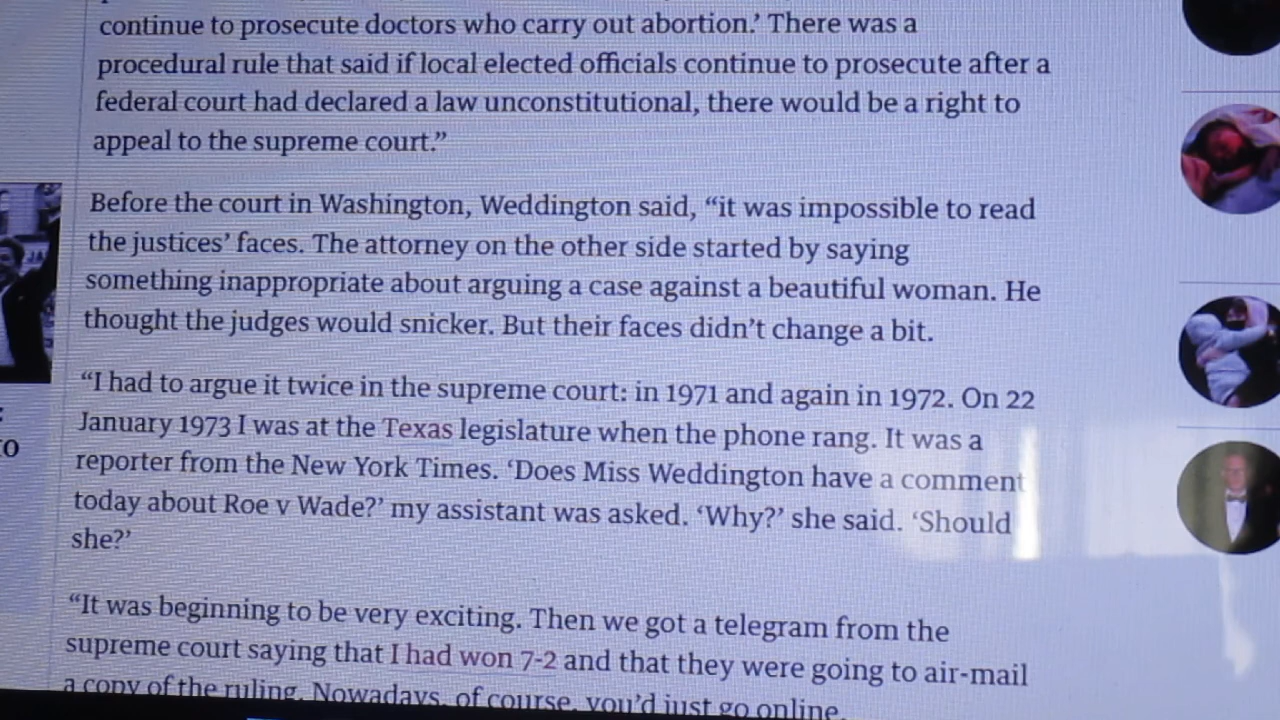 continue to prosecute doctors who carry out abortion.’ There was a
procedural rule that said if local elected officials continue to prosecute after a
federal court had declared a law unconstitutional, there would be a right to
appeal to the supreme court.”
Before the court in Washington, Weddington said, “it was impossible to read
the justices’ faces. The attorney on the other side started by saying
something inappropriate about arguing a case against a beautiful woman. He
thought the judges would snicker. But their faces didn’t change a bit.
“I had to argue it twice in the supreme court: in 1971 and again in 1972. On 22
January 1973 I was at the Texas legislature when the phone rang. It was a
reporter from the New York Times. ‘Does Miss Weddington have a comment
today about Roe v Wade?’ my assistant was asked. ‘Why?’ she said. ‘Should
she?’
“It was beginning to be very exciting. Then we got a telegram from the
supreme court saying that I had won 7-2 and that they were going to air-mail
a copy of the ruling. Nowadays, of course, you’d just go online.